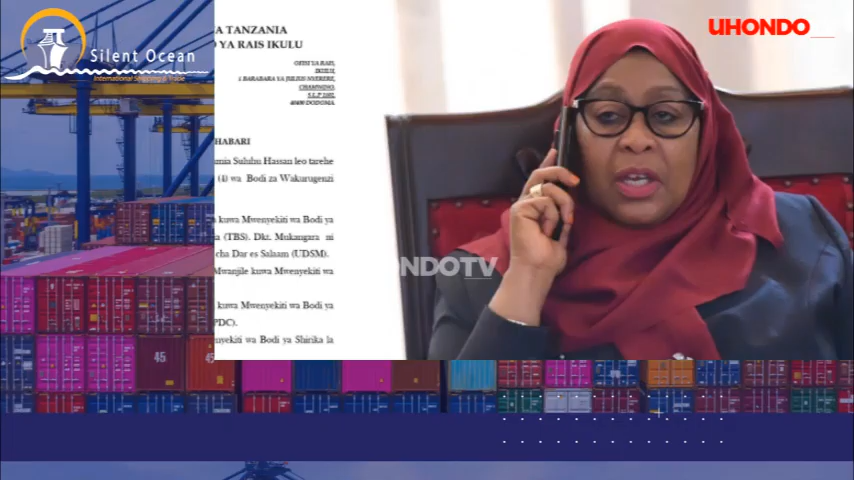 Silent Ocean
International Shipping & Trade
UHONDO
A TANZANIA
YA RAIS IKULU
OFISI YA RAIS,
IKULU,
1 BARABARA YA JULIUS NYERERE,
CHAMWINO,
S.L.P 1102,
40400 DODOMA.
HABARI
Suluhu Hassan leo tarehe
(4) wa Bodi za Wakurugenzi
kuwa Mwenyekiti wa Bodi ya
(TBS). Dkt. Mukangara ni
cha Dar es Salaam (UDSM).
Mwanjile kuwa Mwenyekiti wa
kuwa Mwenyekiti wa Bodi ya
PDC).
nyekiti wa Bodi ya Shirika la
NDOTV
45